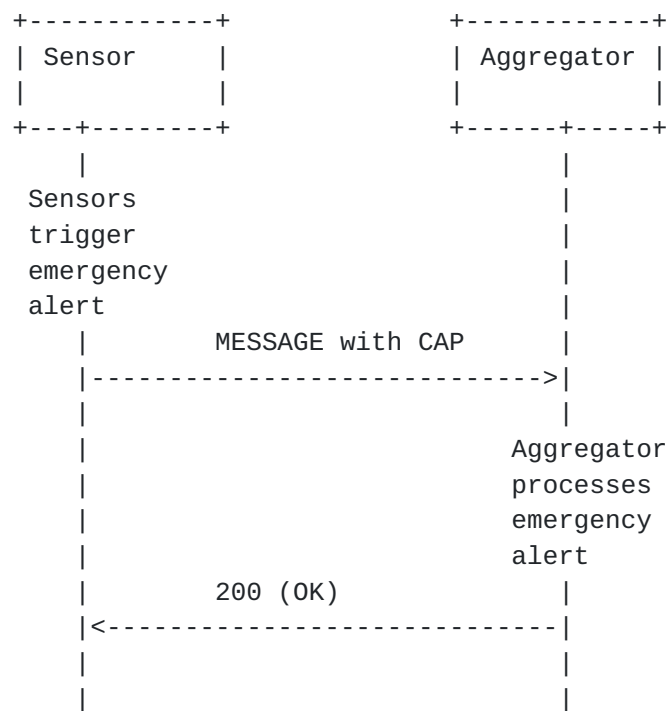 +------------+              +------------+
| Sensor     |              | Aggregator |
|            |              |            |
+---+--------+              +------+-----+
    |                              |
 Sensors                           |
 trigger                           |
 emergency                         |
 alert                             |
    |        MESSAGE with CAP      |
    |----------------------------->|
    |                              |
    |                           Aggregator
    |                           processes
    |                           emergency
    |                           alert
    |        200 (OK)              |
    |<-----------------------------|
    |                              |
    |                              |